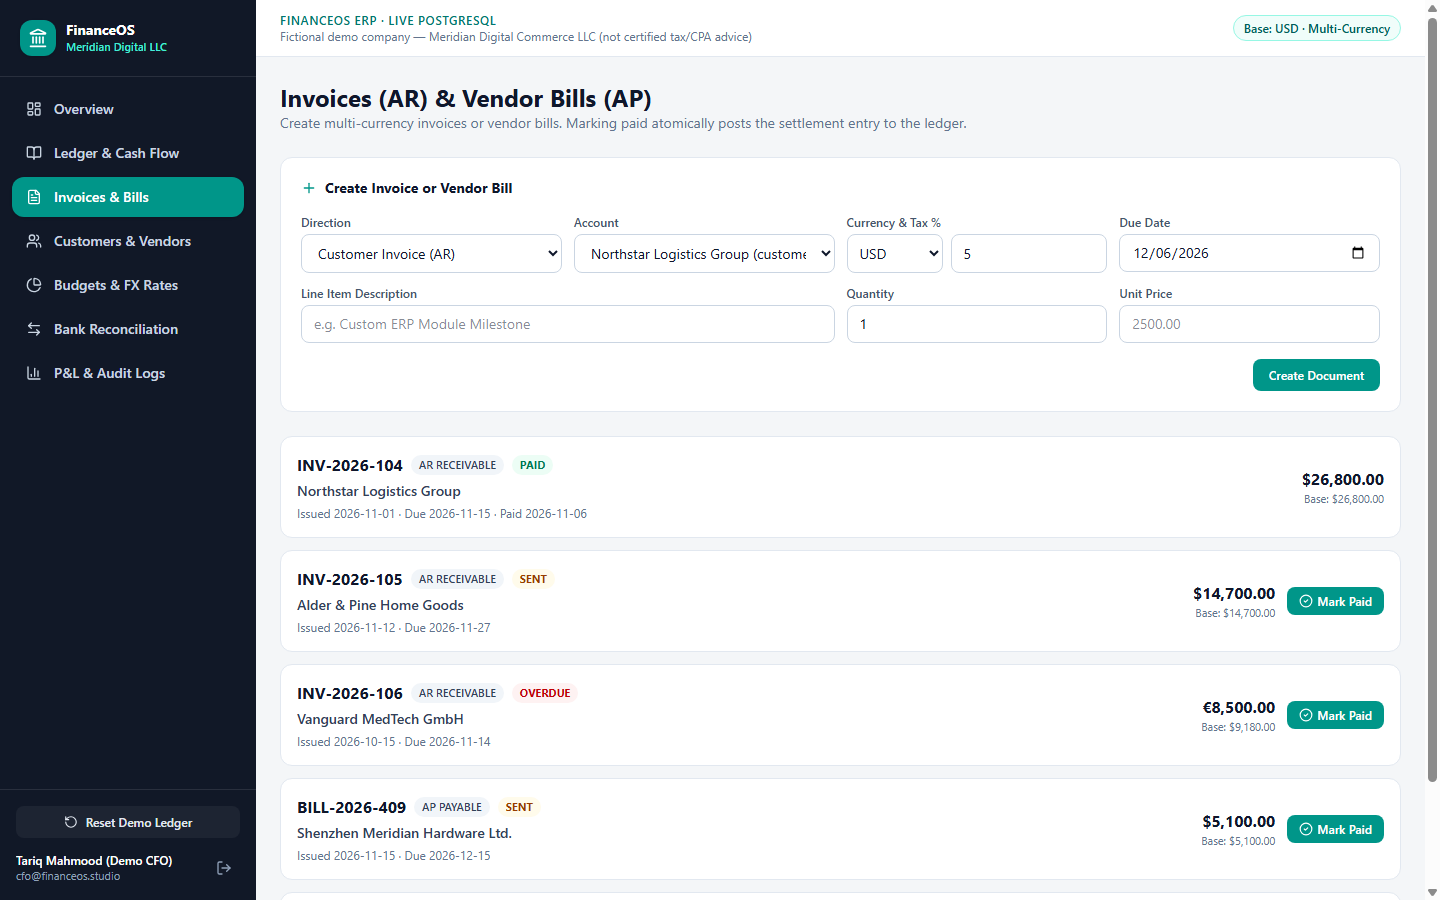 FinanceOS
Meridian Digital LLC
Overview
Ledger & Cash Flow
Invoices & Bills
Customers & Vendors
Budgets & FX Rates
Bank Reconciliation
P&L & Audit Logs
Reset Demo Ledger
Tariq Mahmood (Demo CFO)
cfo@financeos.studio
FINANCEOS ERP · LIVE POSTGRESQL
Fictional demo company — Meridian Digital Commerce LLC (not certified tax/CPA advice)
Base: USD · Multi-Currency
Invoices (AR) & Vendor Bills (AP)
Create multi-currency invoices or vendor bills. Marking paid atomically posts the settlement entry to the ledger.
Create Invoice or Vendor Bill
Direction Account Currency & Tax % Due Date
Customer Invoice (AR) Northstar Logistics Group (custome USD 5 12/06/2026
Line Item Description Quantity Unit Price
e.g. Custom ERP Module Milestone 1 2500.00
Create Document
INV-2026-104 AR RECEIVABLE PAID
Northstar Logistics Group
Issued 2026-11-01 · Due 2026-11-15 · Paid 2026-11-06
$26,800.00
Base: $26,800.00
INV-2026-105 AR RECEIVABLE SENT
Alder & Pine Home Goods
Issued 2026-11-12 · Due 2026-11-27
$14,700.00
Base: $14,700.00
Mark Paid
INV-2026-106 AR RECEIVABLE OVERDUE
Vanguard MedTech GmbH
Issued 2026-10-15 · Due 2026-11-14
€8,500.00
Base: $9,180.00
Mark Paid
BILL-2026-409 AP PAYABLE SENT
Shenzhen Meridian Hardware Ltd.
Issued 2026-11-15 · Due 2026-12-15
$5,100.00
Base: $5,100.00
Mark Paid